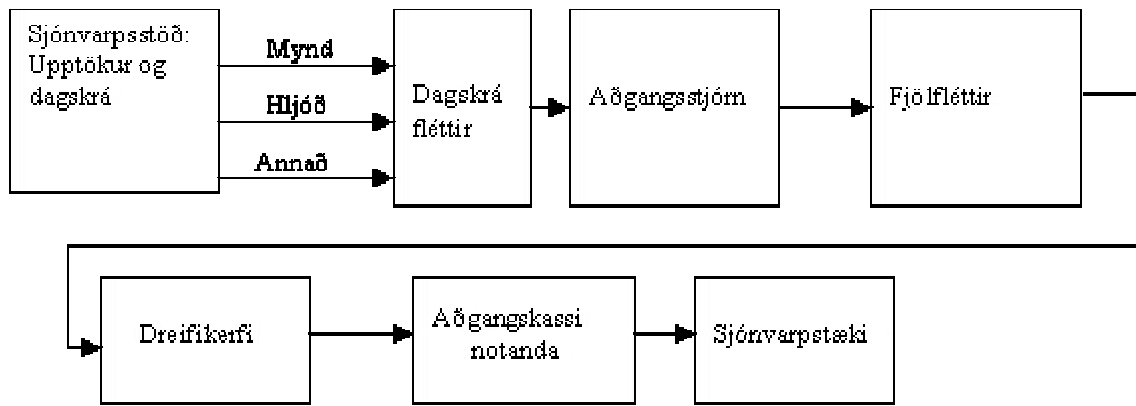 Sjónvarpsstöð:
Upptökur og
dagskrá
Mynd
Hljóð
Annað
Dagskrá
fléttir
Aðgangsstjórn
Fjölfléttir
Dreifikerfi
Aðgangskassi
notanda
Sjónvarpstæki